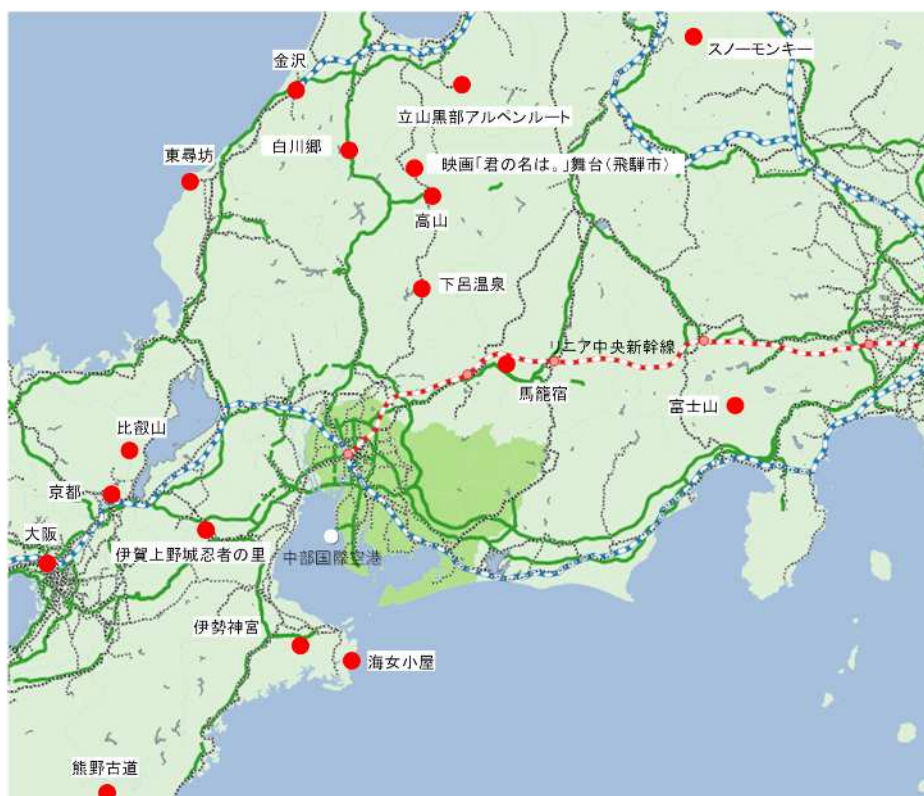 スノーモンキー
金沢
立山黒部アルペンルート
白川郷
東尋坊
映画「君の名は。」舞台（飛騨市）
高山
下呂温泉
リニア中央新幹線
馬籠宿
富士山
比叡山
京都
大阪
伊賀上野城忍者の里
中部国際空港
伊勢神宮
海女小屋
熊野古道